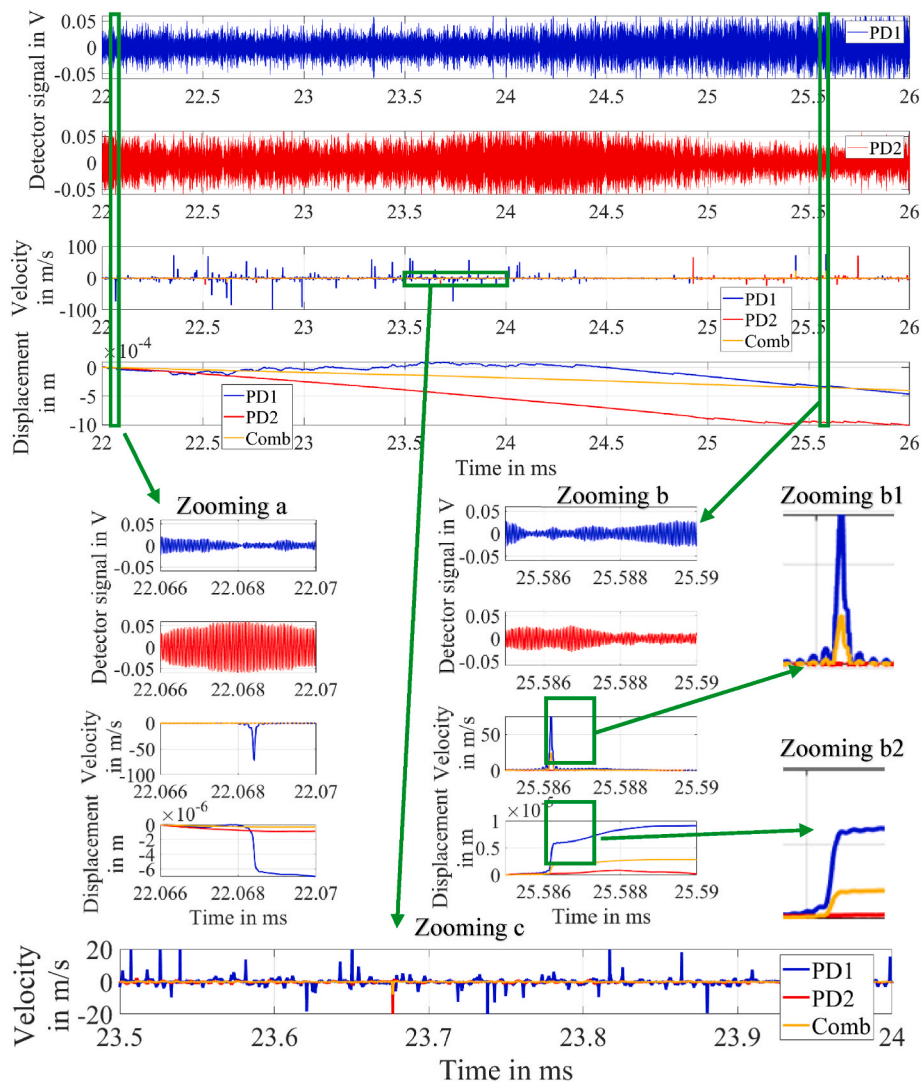 Detector signal in V
0.05
0
-0.05
PD1
22 22.5 23 23.5 24 24.5 25 25.5 26
Detector signal in V
0.05
0
-0.05
PD2
22 22.5 23 23.5 24 24.5 25 25.5 26
Velocity
in m/s
100
0
-100
PD1
PD2
Comb
22 22.5 23 23.5 24 24.5 25 25.5 26
Displacement
in m
×10-4
0
-5
-10
PD1
PD2
Comb
22 22.5 23 23.5 24 24.5 25 25.5 26
Time in ms
Zooming a
Detector signal in V
0.05
0
-0.05
22.066 22.068 22.07
0.05
0
-0.05
22.066 22.068 22.07
Velocity
in m/s
0
-50
-100
22.066 22.068 22.07
Displacement
in m
×10-6
0
-2
-4
-6
22.066 22.068 22.07
Time in ms
Zooming b
Detector signal in V
0.05
0
-0.05
25.586 25.588 25.59
0.05
0
-0.05
25.586 25.588 25.59
Velocity
in m/s
50
0
25.586 25.588 25.59
Displacement
in m
1
0.5
0
25.586 25.588 25.59
Time in ms
Zooming b1
Zooming b2
Zooming c
Velocity
in m/s
20
0
-20
PD1
PD2
Comb
23.5 23.6 23.7 23.8 23.9 24
Time in ms